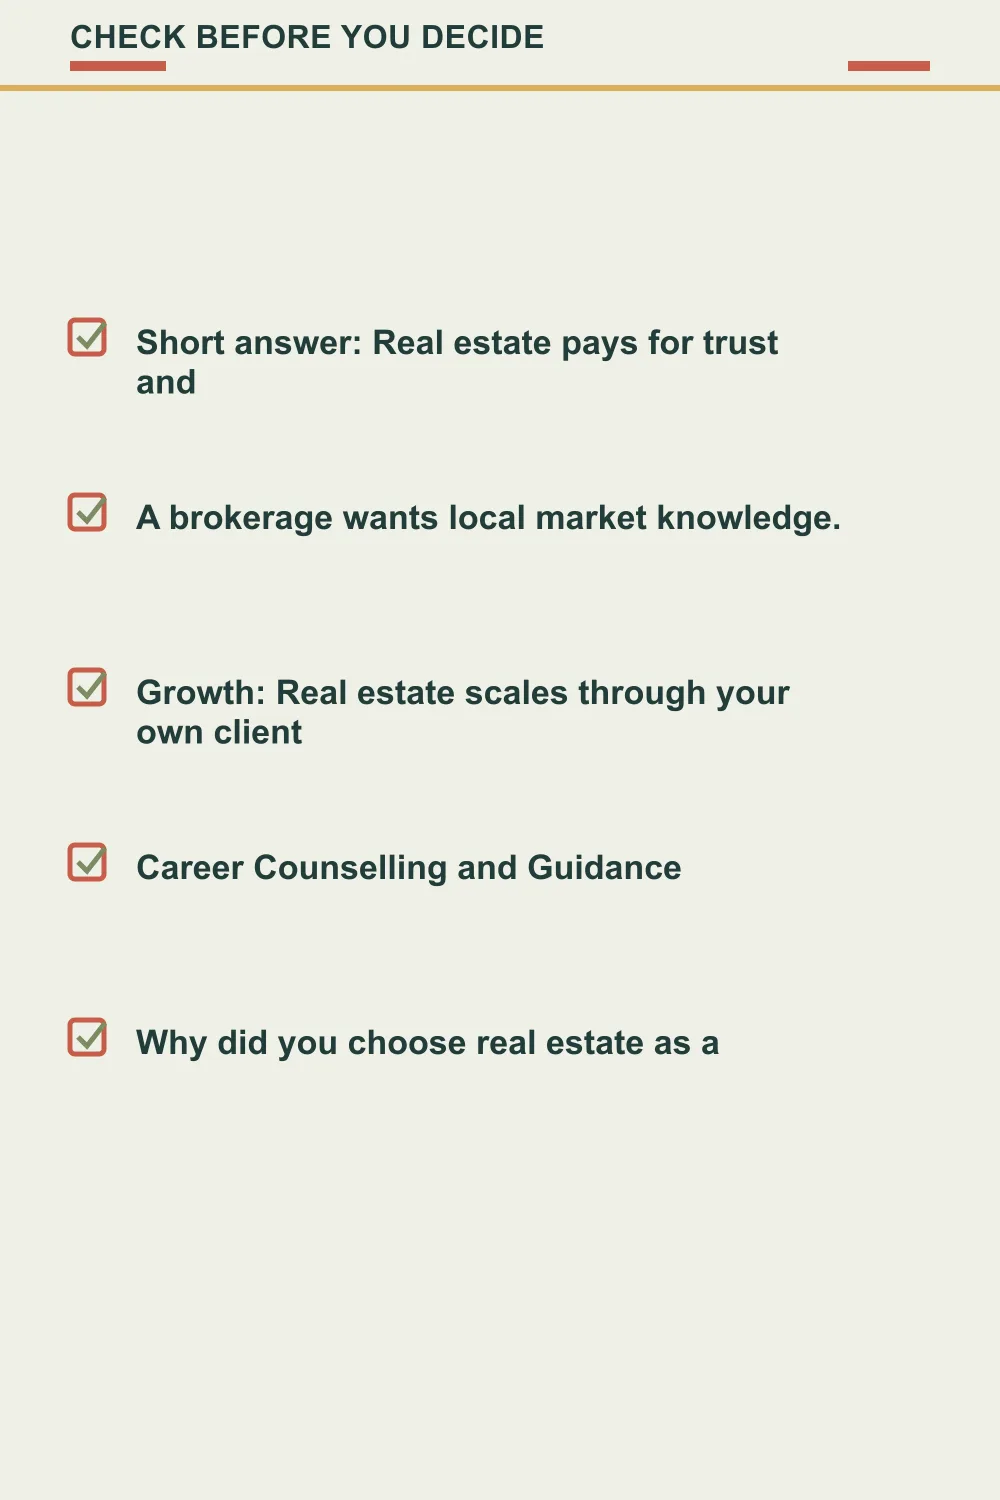 CHECK BEFORE YOU DECIDE
Short answer: Real estate pays for trust
and
A brokerage wants local market knowledge.
Growth: Real estate scales through your
own client
Career Counselling and Guidance
Why did you choose real estate as a